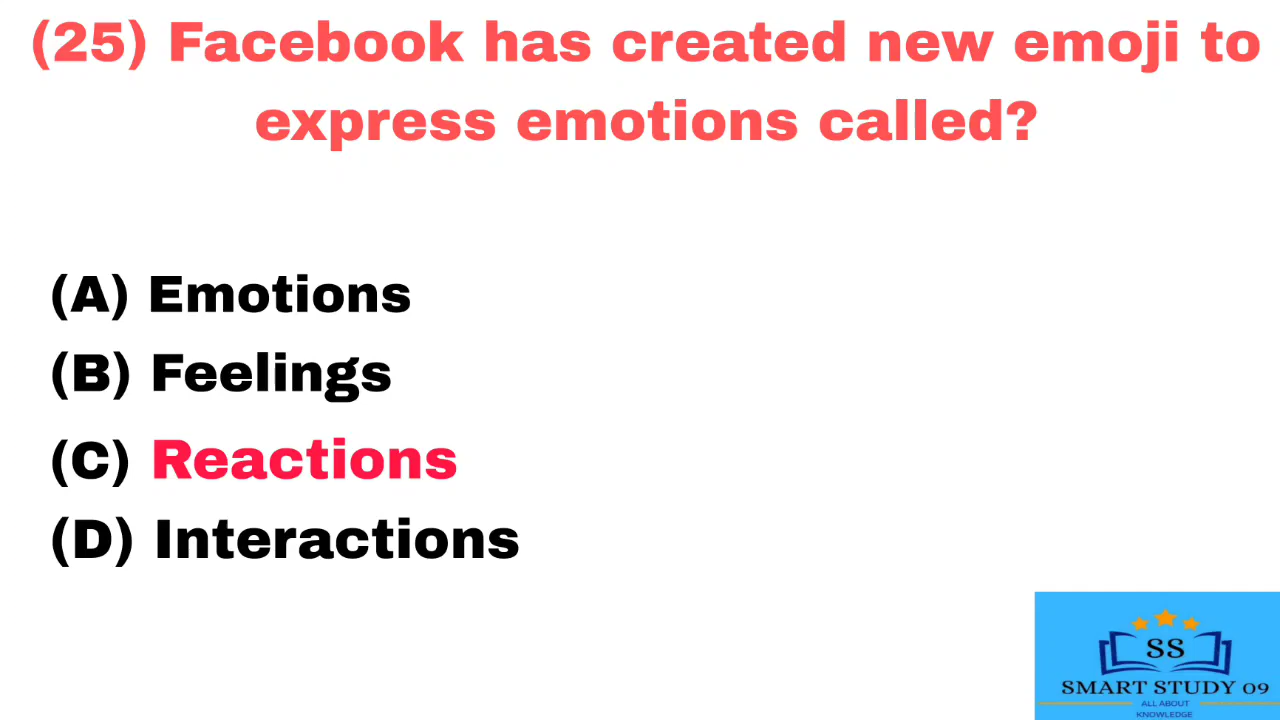 (25) Facebook has created new emoji to
express emotions called?
(A) Emotions
(B) Feelings
(C) Reactions
(D) Interactions
SS
SMART STUDY 09
ALL ABOUT
KNOWLEDGE